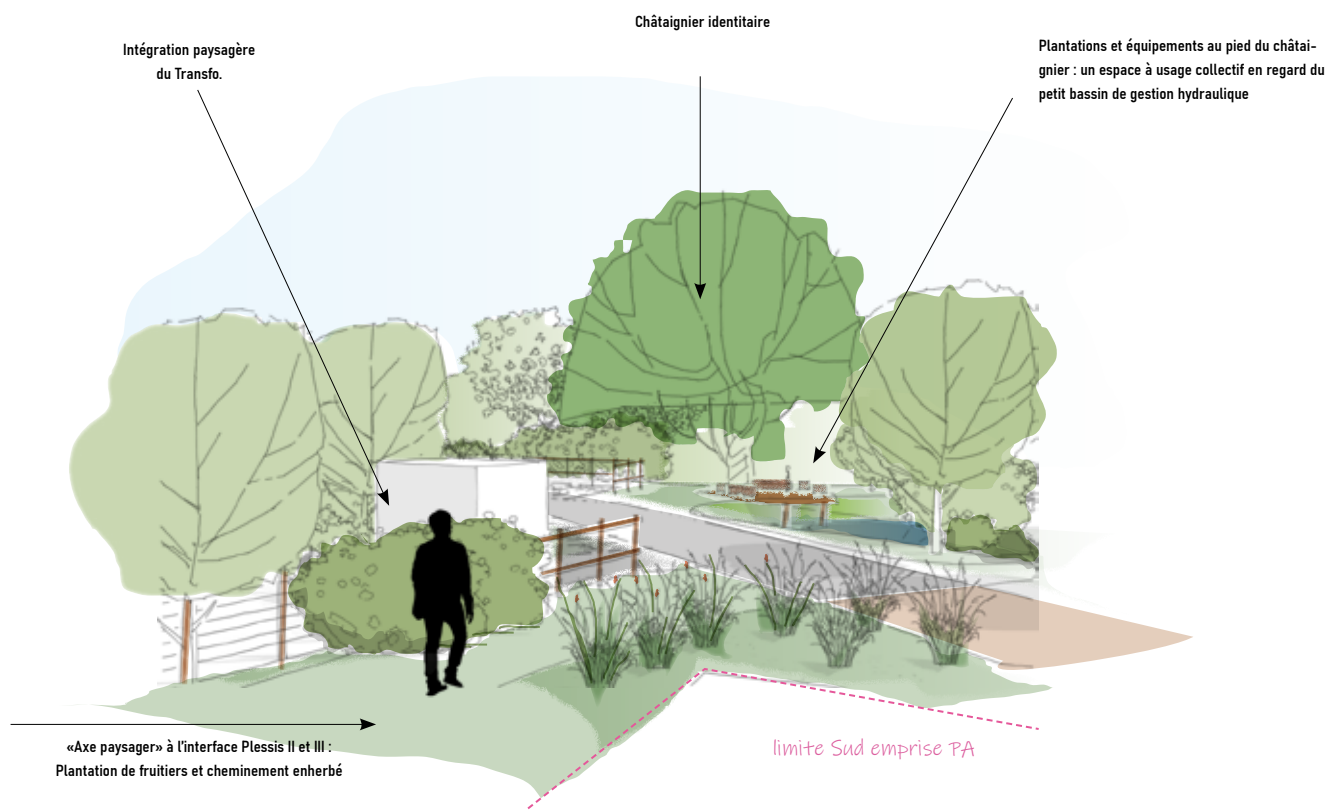 Châtaignier identitaire
Intégration paysagère
du Transfo.
Plantations et équipements au pied du châtai-
gnier : un espace à usage collectif en regard du
petit bassin de gestion hydraulique
«Axe paysager» à l'interface Plessis II et III :
Plantation de fruitiers et cheminement enherbé
limite Sud emprise PA